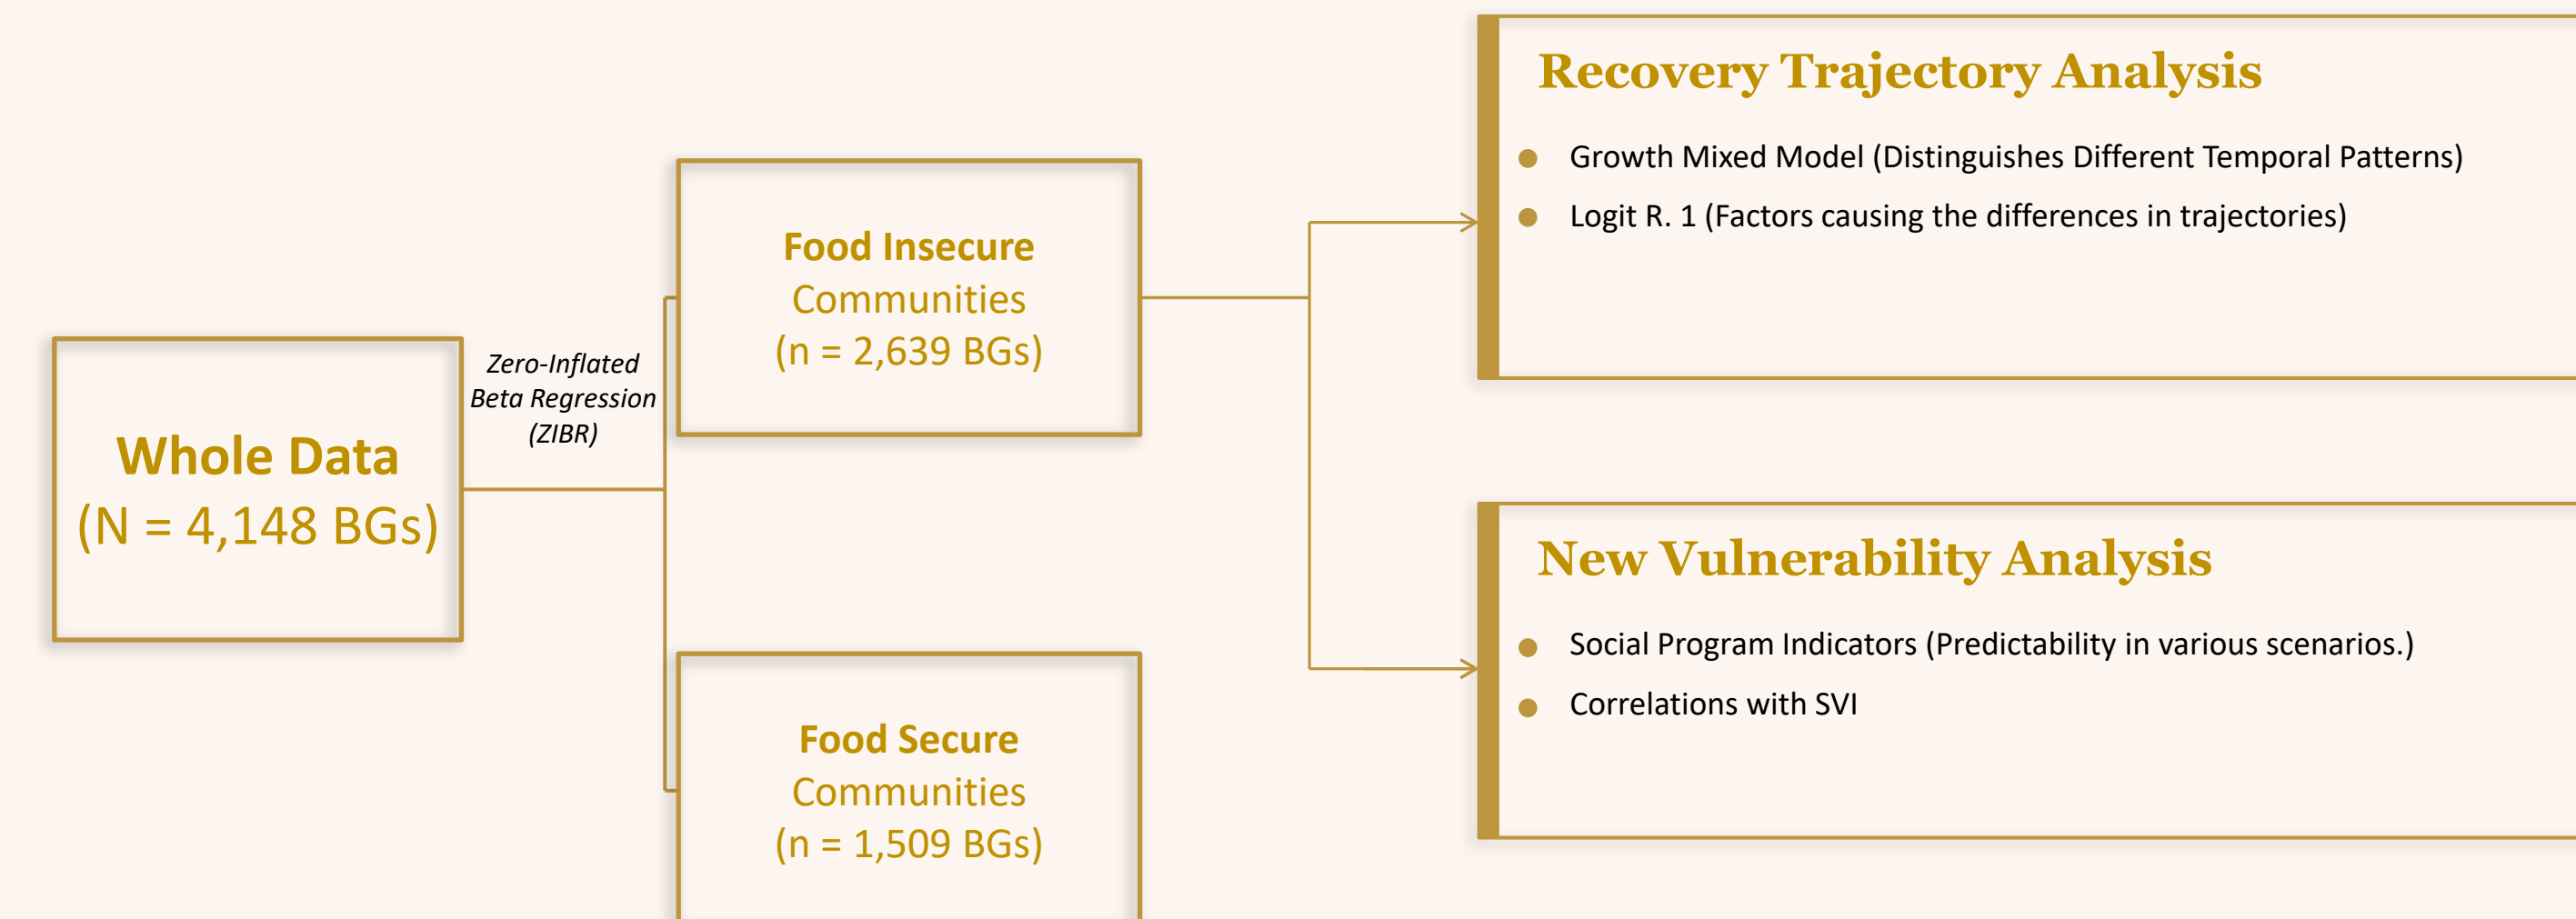 Whole Data
(N = 4,148 BGs)
Zero-Inflated
Beta Regression
(ZIBR)
Food Insecure
Communities
(n = 2,639 BGs)
Food Secure
Communities
(n = 1,509 BGs)
Recovery Trajectory Analysis
Growth Mixed Model (Distinguishes Different Temporal Patterns)
Logit R. 1 (Factors causing the differences in trajectories)
New Vulnerability Analysis
Social Program Indicators (Predictability in various scenarios.)
Correlations with SVI